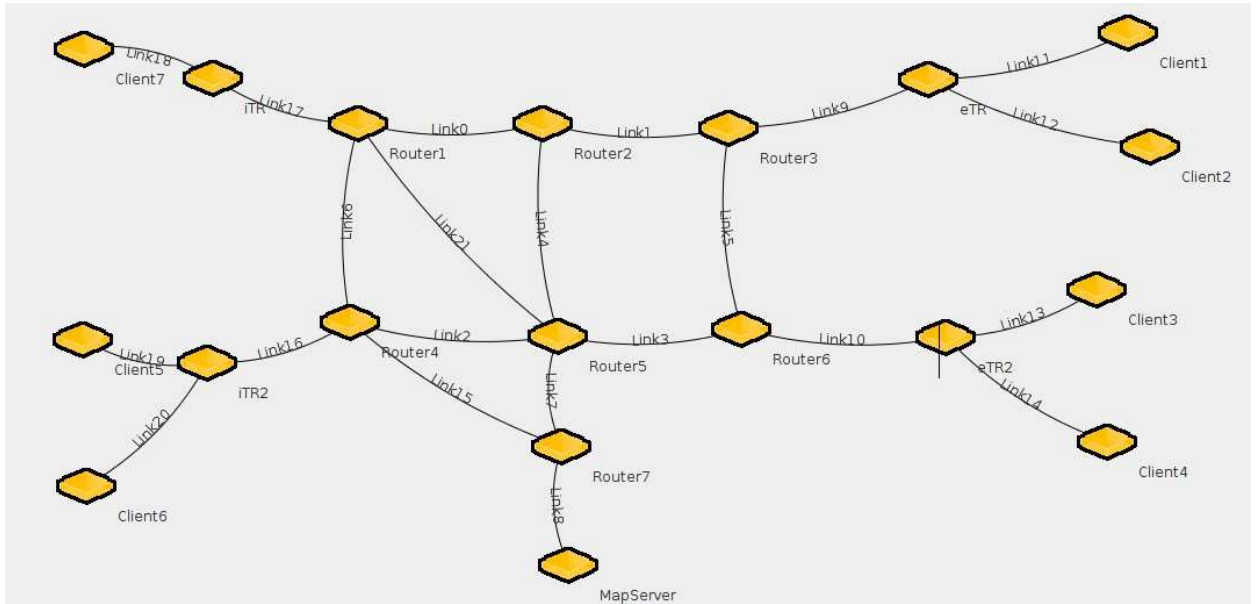 Link18
Client7
iTR
Link17
Router1
Link0
Router2
Link1
Router3
Link9
eTR
Link11
Client1
Link12
Client2
Link6
Link21
Link4
Link5
Client5
Link19
iTR2
Link16
Router4
Link2
Router5
Link3
Router6
Link10
eTR2
Link13
Client3
Link20
Link15
Link7
Link14
Client6
Router7
Client4
Link8
MapServer